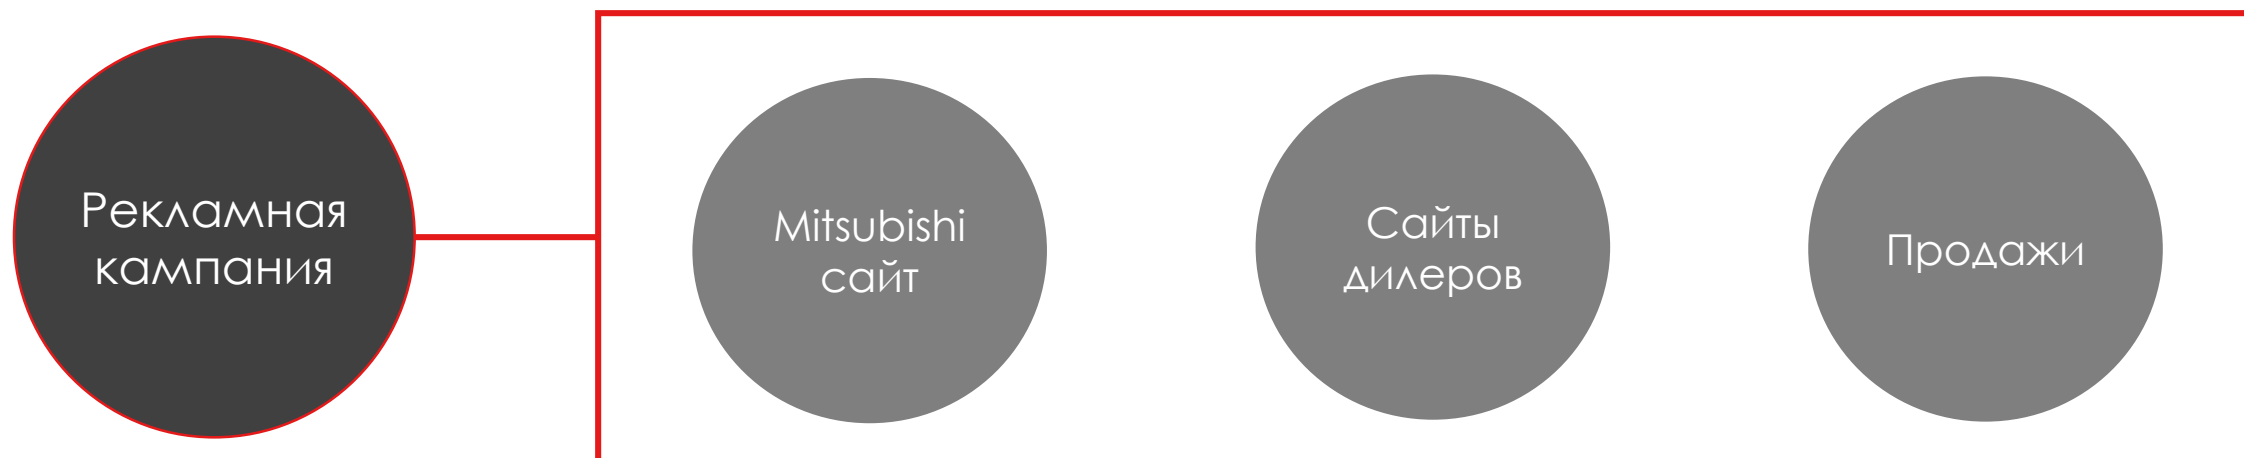 Рекламная
кампания
Mitsubishi
сайт
Сайты
дилеров
Продажи